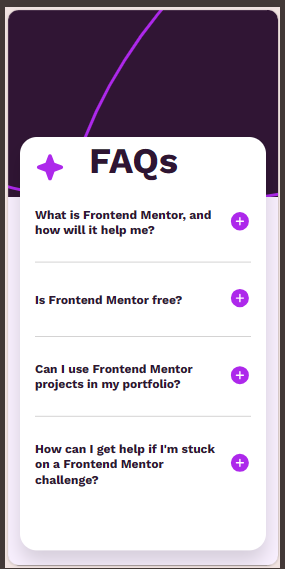 FAQs
What is Frontend Mentor, and
how will it help me?
Is Frontend Mentor free?
Can I use Frontend Mentor
projects in my portfolio?
How can I get help if I'm stuck
on a Frontend Mentor
challenge?